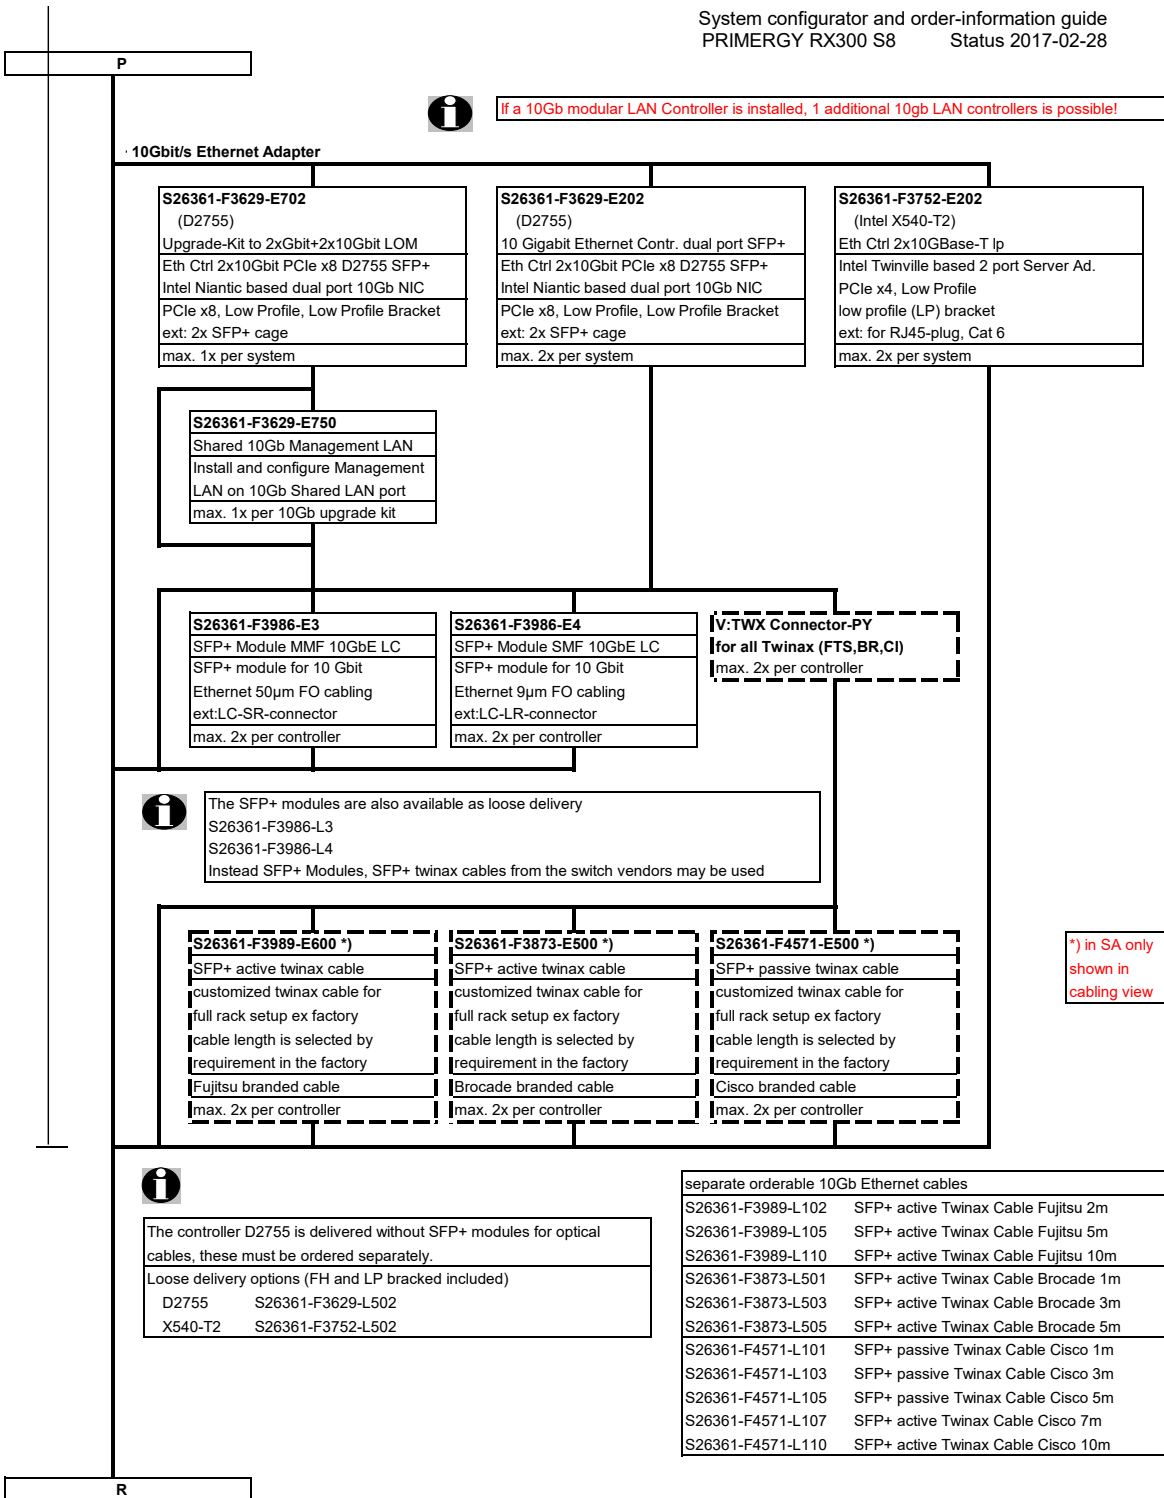 System configurator and order-information guide
PRIMERGY RX300 S8 Status 2017-02-28
P
If a 10Gb modular LAN Controller is installed, 1 additional 10gb LAN controllers is possible!
· 10Gbit/s Ethernet Adapter
S26361-F3629-E702
(D2755)
Upgrade-Kit to 2xGbit+2x10Gbit LOM
Eth Ctrl 2x10Gbit PCIe x8 D2755 SFP+
Intel Niantic based dual port 10Gb NIC
PCIe x8, Low Profile, Low Profile Bracket
ext: 2x SFP+ cage
max. 1x per system
S26361-F3629-E202
(D2755)
10 Gigabit Ethernet Contr. dual port SFP+
Eth Ctrl 2x10Gbit PCIe x8 D2755 SFP+
Intel Niantic based dual port 10Gb NIC
PCIe x8, Low Profile, Low Profile Bracket
ext: 2x SFP+ cage
max. 2x per system
S26361-F3752-E202
(Intel X540-T2)
Eth Ctrl 2x10GBase-T lp
Intel Twinville based 2 port Server Ad.
PCIe x4, Low Profile
low profile (LP) bracket
ext: for RJ45-plug, Cat 6
max. 2x per system
S26361-F3629-E750
Shared 10Gb Management LAN
Install and configure Management
LAN on 10Gb Shared LAN port
max. 1x per 10Gb upgrade kit
S26361-F3986-E3
SFP+ Module MMF 10GbE LC
SFP+ module for 10 Gbit
Ethernet 50µm FO cabling
ext:LC-SR-connector
max. 2x per controller
S26361-F3986-E4
SFP+ Module SMF 10GbE LC
SFP+ module for 10 Gbit
Ethernet 9µm FO cabling
ext:LC-LR-connector
max. 2x per controller
V:TWX Connector-PY
for all Twinax (FTS,BR,CI)
max. 2x per controller
The SFP+ modules are also available as loose delivery
S26361-F3986-L3
S26361-F3986-L4
Instead SFP+ Modules, SFP+ twinax cables from the switch vendors may be used
S26361-F3989-E600 *)
SFP+ active twinax cable
customized twinax cable for
full rack setup ex factory
cable length is selected by
requirement in the factory
Fujitsu branded cable
max. 2x per controller
S26361-F3873-E500 *)
SFP+ active twinax cable
customized twinax cable for
full rack setup ex factory
cable length is selected by
requirement in the factory
Brocade branded cable
max. 2x per controller
S26361-F4571-E500 *)
SFP+ passive twinax cable
customized twinax cable for
full rack setup ex factory
cable length is selected by
requirement in the factory
Cisco branded cable
max. 2x per controller
*) in SA only
shown in
cabling view
The controller D2755 is delivered without SFP+ modules for optical
cables, these must be ordered separately.
Loose delivery options (FH and LP bracked included)
D2755 S26361-F3629-L502
X540-T2 S26361-F3752-L502
separate orderable 10Gb Ethernet cables
S26361-F3989-L102 SFP+ active Twinax Cable Fujitsu 2m
S26361-F3989-L105 SFP+ active Twinax Cable Fujitsu 5m
S26361-F3989-L110 SFP+ active Twinax Cable Fujitsu 10m
S26361-F3873-L501 SFP+ active Twinax Cable Brocade 1m
S26361-F3873-L503 SFP+ active Twinax Cable Brocade 3m
S26361-F3873-L505 SFP+ active Twinax Cable Brocade 5m
S26361-F4571-L101 SFP+ passive Twinax Cable Cisco 1m
S26361-F4571-L103 SFP+ passive Twinax Cable Cisco 3m
S26361-F4571-L105 SFP+ passive Twinax Cable Cisco 5m
S26361-F4571-L107 SFP+ active Twinax Cable Cisco 7m
S26361-F4571-L110 SFP+ active Twinax Cable Cisco 10m
R